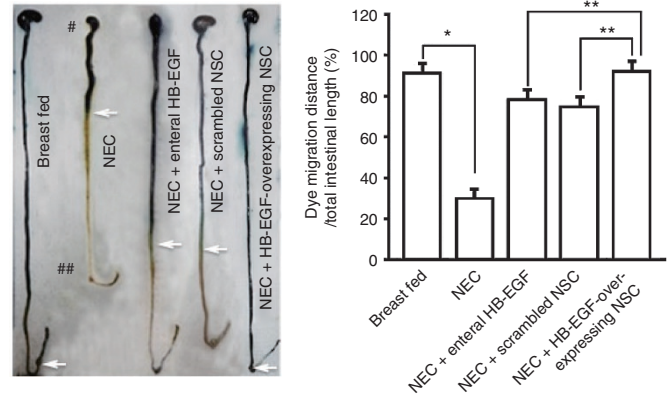 #
##
Breast fed
NEC
NEC + enteral HB-EGF
NEC + scrambled NSC
NEC + HB-EGF-overexpressing NSC
Dye migration distance
/total intestinal length (%)
120
100
80
60
40
20
0
*
**
**
Breast fed
NEC
NEC + enteral HB-EGF
NEC + scrambled NSC
NEC + HB-EGF-over-
expressing NSC